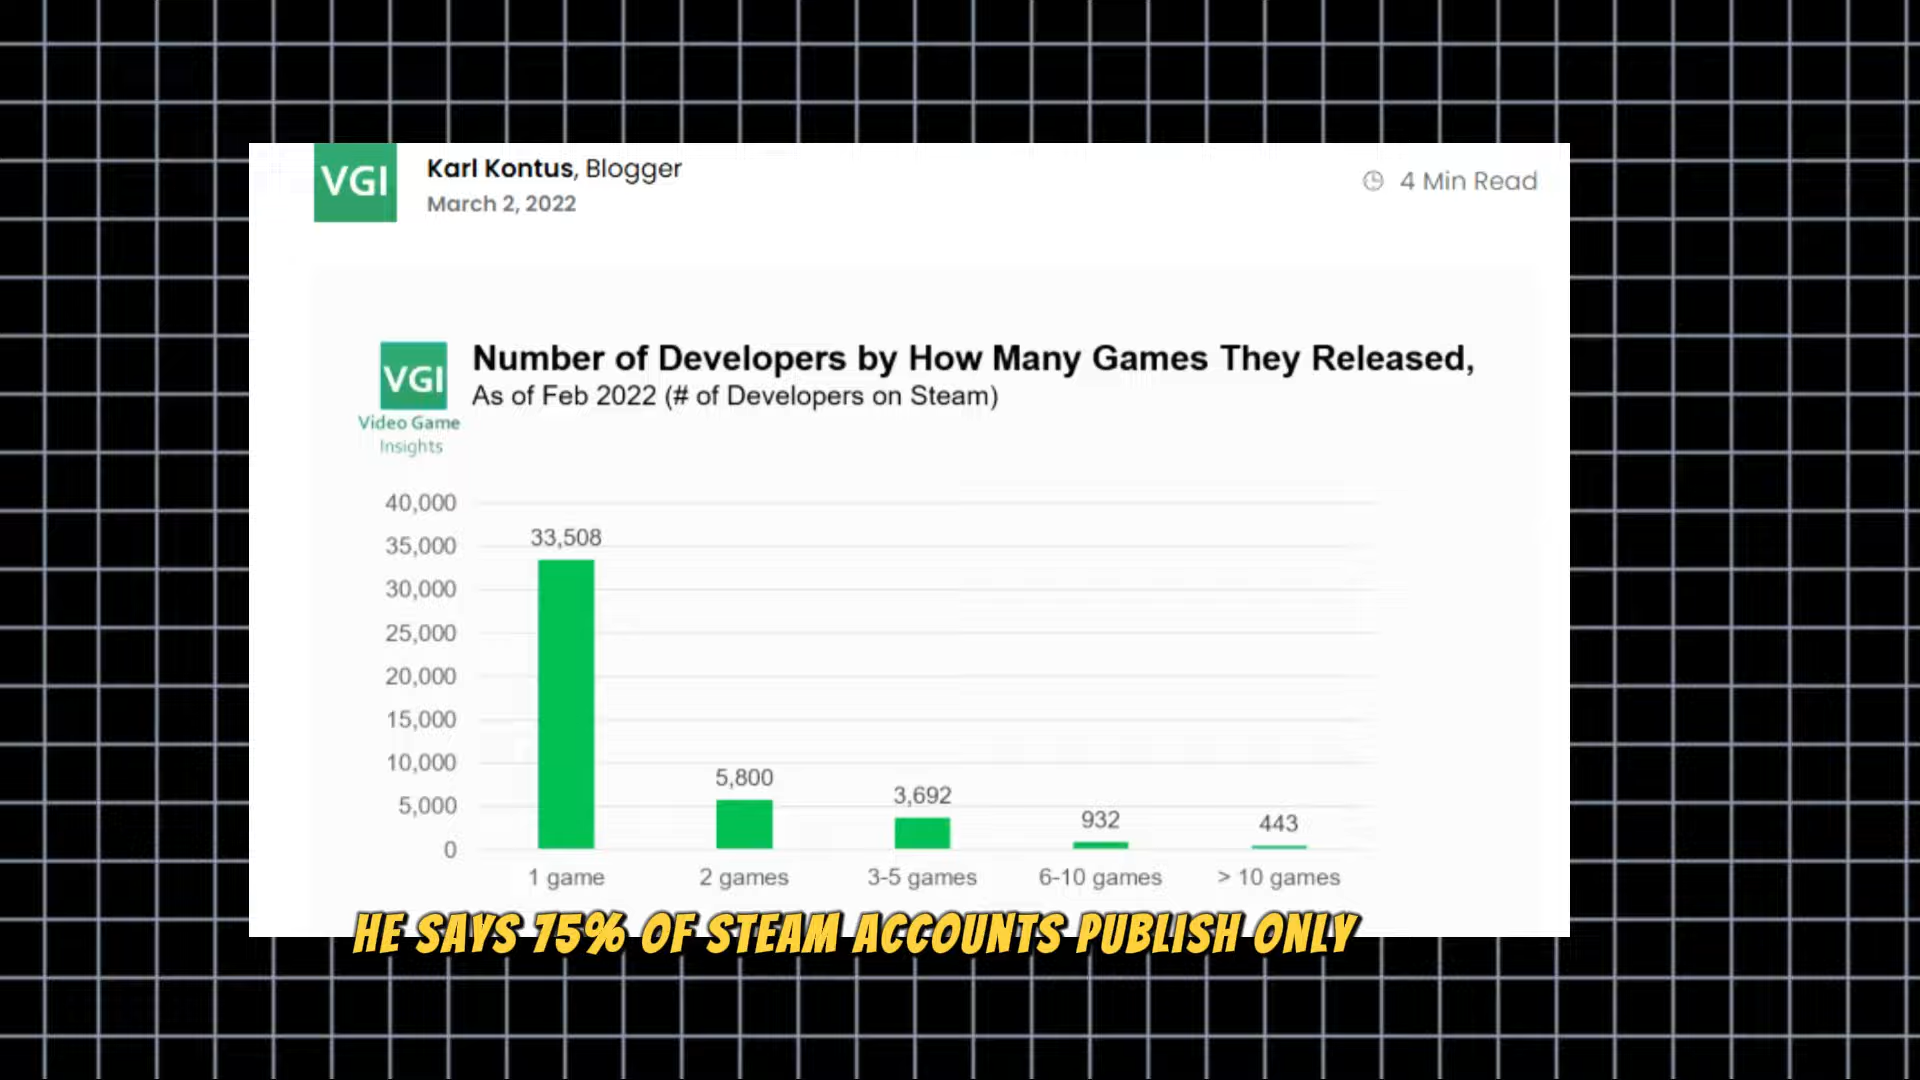 VGI
Karl Kontus, Blogger
March 2, 2022
4 Min Read
VGI
Video Game
Insights
Number of Developers by How Many Games They Released,
As of Feb 2022 (# of Developers on Steam)
40,000
35,000
30,000
25,000
20,000
15,000
10,000
5,000
0
33,508
5,800
3,692
932
443
1 game
2 games
3-5 games
6-10 games
> 10 games
HE SAYS 75% OF STEAM ACCOUNTS PUBLISH ONLY